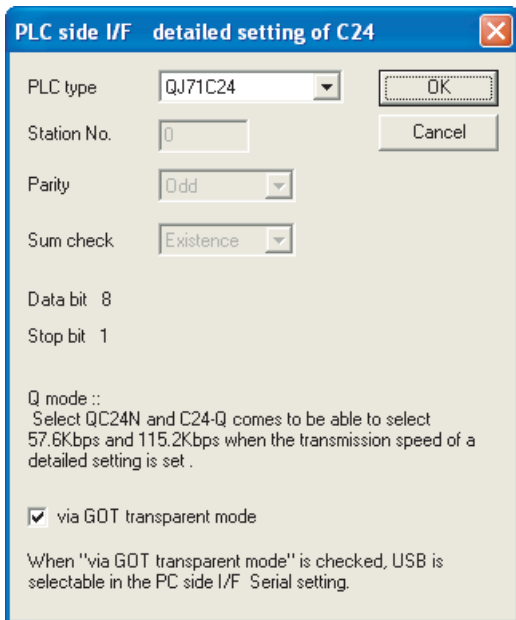 PLC side I/F detailed setting of C24
PLC type QJ71C24 OK
Station No. 0 Cancel
Parity Odd
Sum check Existence
Data bit 8
Stop bit 1
Q mode ::
Select QC24N and C24-Q comes to be able to select
57.6Kbps and 115.2Kbps when the transmission speed of a
detailed setting is set .
via GOT transparent mode
When "via GOT transparent mode" is checked, USB is
selectable in the PC side I/F Serial setting.